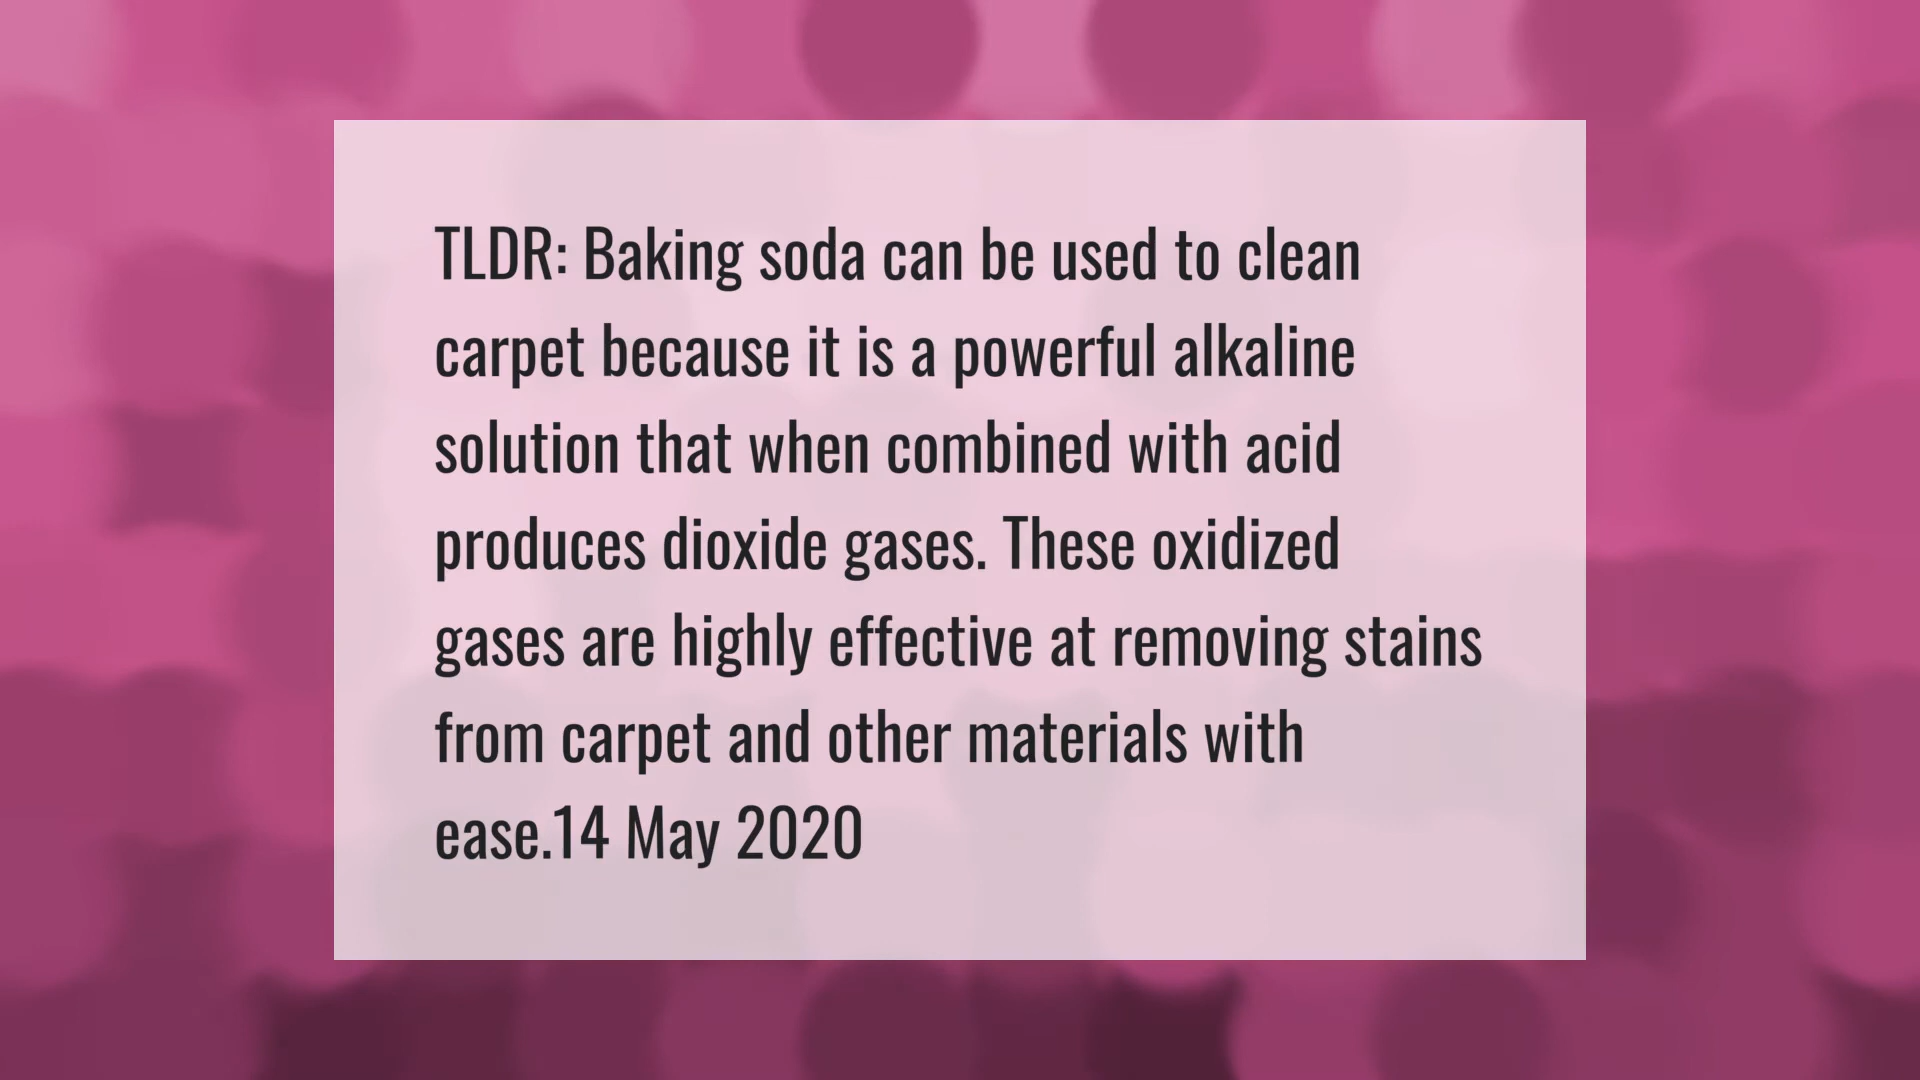 TLDR: Baking soda can be used to clean
carpet because it is a powerful alkaline
solution that when combined with acid
produces dioxide gases. These oxidized
gases are highly effective at removing stains
from carpet and other materials with
ease.14 May 2020